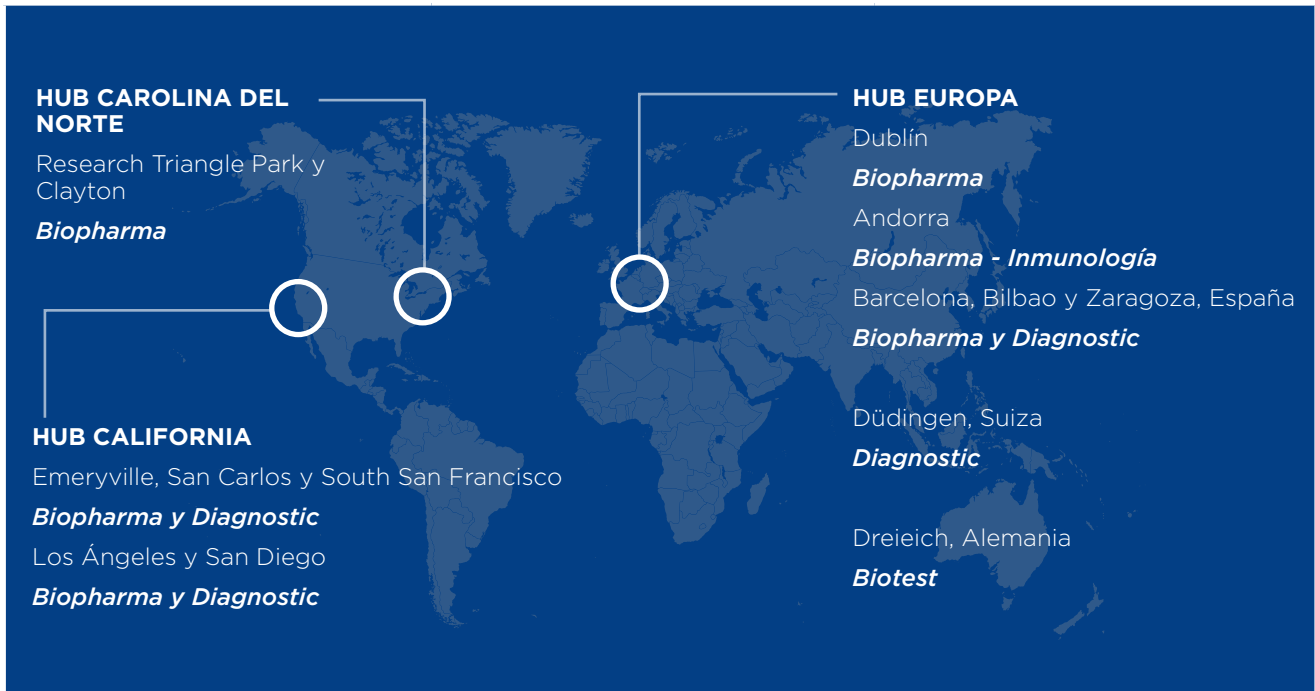 HUB CAROLINA DEL
NORTE
Research Triangle Park y
Clayton
Biopharma
HUB CALIFORNIA
Emeryville, San Carlos y South San Francisco
Biopharma y Diagnostic
Los Ángeles y San Diego
Biopharma y Diagnostic
HUB EUROPA
Dublín
Biopharma
Andorra
Biopharma - Inmunología
Barcelona, Bilbao y Zaragoza, España
Biopharma y Diagnostic
Düdingen, Suiza
Diagnostic
Dreieich, Alemania
Biotest